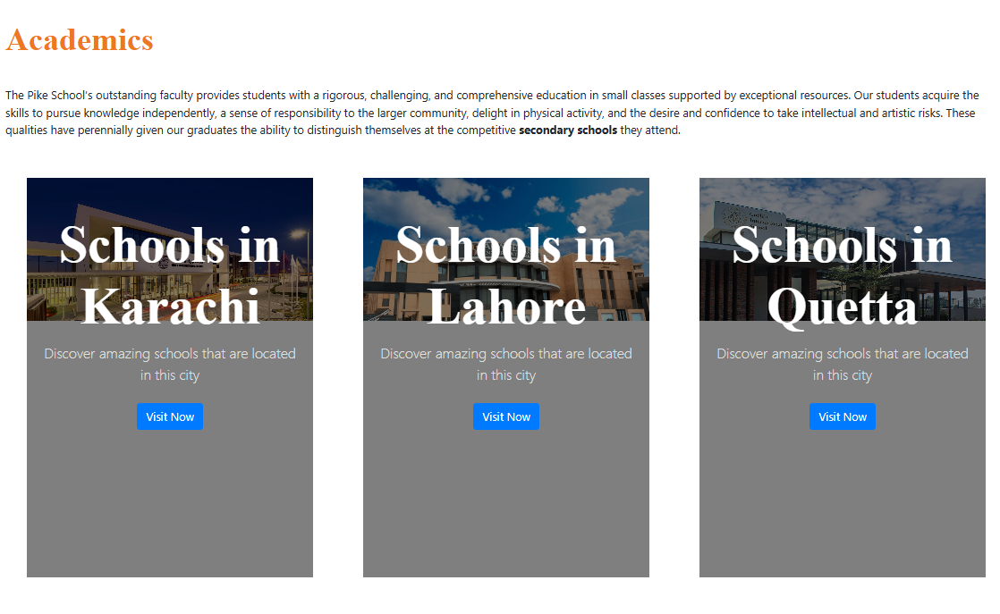 Academics
The Pike School's outstanding faculty provides students with a rigorous, challenging, and comprehensive education in small classes supported by exceptional resources. Our students acquire the
skills to pursue knowledge independently, a sense of responsibility to the larger community, delight in physical activity, and the desire and confidence to take intellectual and artistic risks. These
qualities have perennially given our graduates the ability to distinguish themselves at the competitive secondary schools they attend.
Schools in
Karachi
Discover amazing schools that are located
in this city
Visit Now
Schools in
Lahore
Discover amazing schools that are located
in this city
Visit Now
Schools in
Quetta
Discover amazing schools that are located
in this city
Visit Now